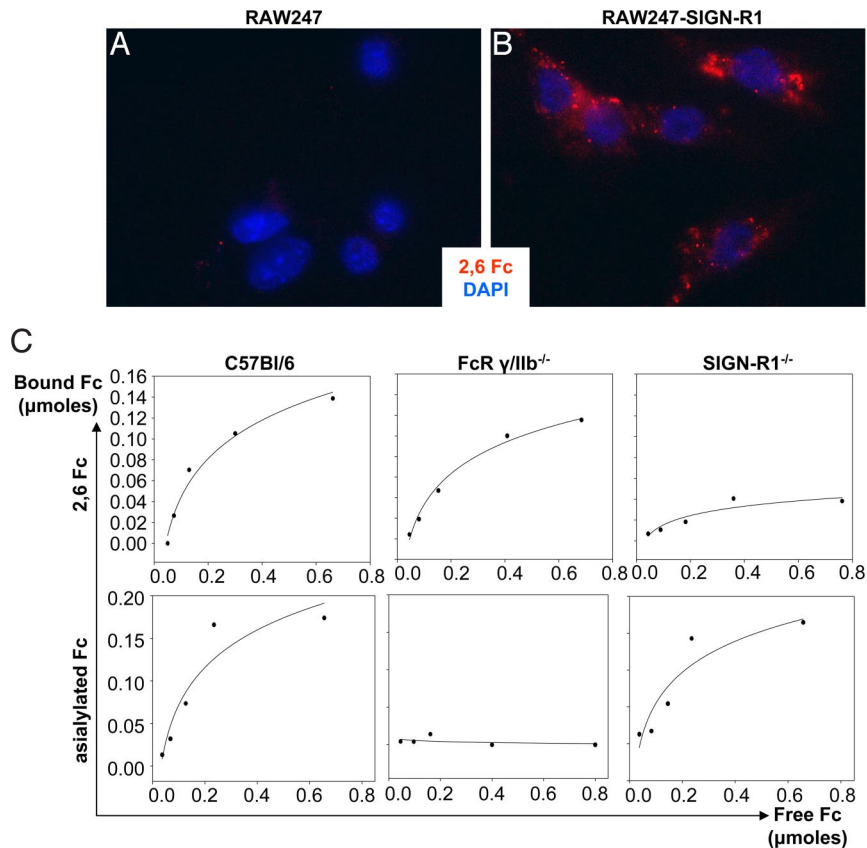 RAW247
RAW247-SIGN-R1
A
B
2,6 Fc
DAPI
C
C57Bl/6
FcR γ/IIb-/-
SIGN-R1-/-
Bound Fc
(µmoles)
2,6 Fc
0.16
0.14
0.12
0.10
0.08
0.06
0.04
0.02
0.00
0.0 0.2 0.4 0.6 0.8
0.0 0.2 0.4 0.6 0.8
0.0 0.2 0.4 0.6 0.8
asialylated Fc
0.20
0.15
0.10
0.05
0.00
0.0 0.2 0.4 0.6 0.8
0.0 0.2 0.4 0.6 0.8
0.0 0.2 0.4 0.6 0.8
Free Fc
(µmoles)